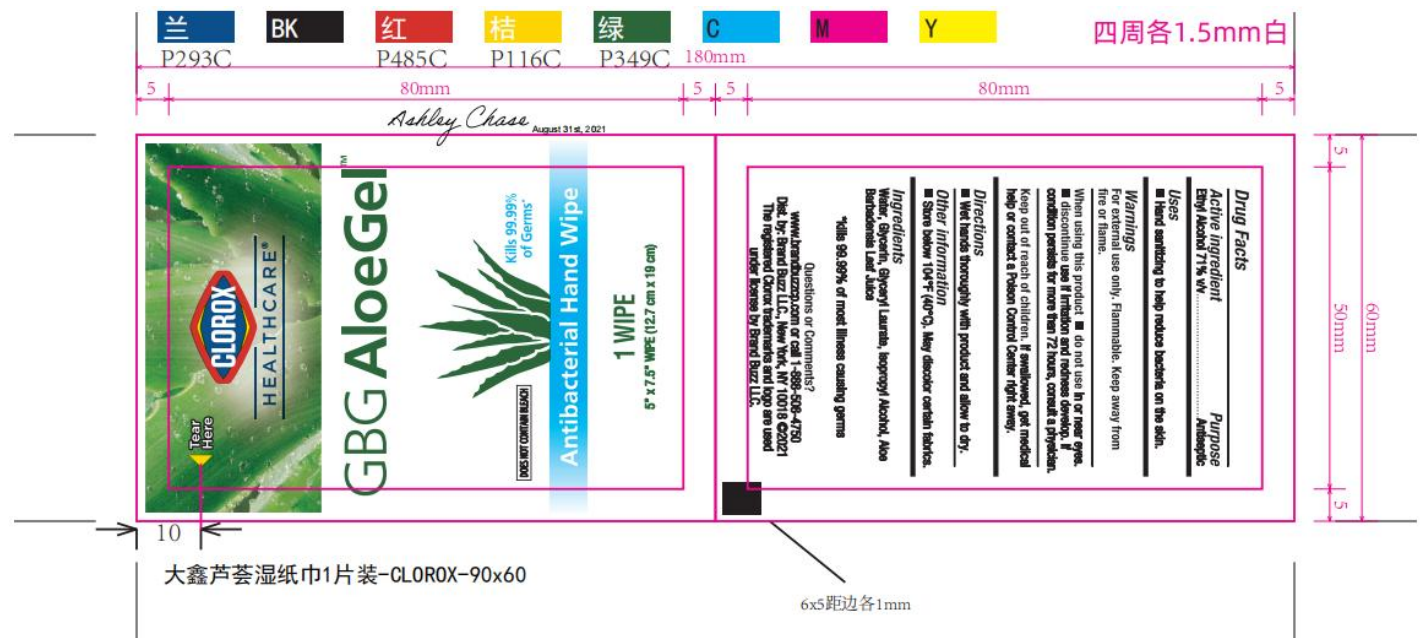 兰
BK
红
桔
绿
C
M
Y
四周各1.5mm白
P293C
P485C
P116C
P349C
180mm
5
80mm
5
5
80mm
5
Ashley Chase
August 31st, 2021
CLOROX
HEALTHCARE®
Tear
Here
GBG AloeGel™
Kills 99.99%
of Germs*
DOES NOT CONTAIN BLEACH
Antibacterial Hand Wipe
1 WIPE
5" x 7.5" WIPE (12.7 cm x 19 cm)
Drug Facts
Active ingredient Purpose
Ethyl Alcohol 71% v/v Antiseptic
Uses
■ Hand sanitizing to help reduce bacteria on the skin.
Warnings
For external use only. Flammable. Keep away from
fire or flame.
When using this product ■ do not use in or near eyes.
■ discontinue use if irritation and redness develop. If
condition persists for more than 72 hours, consult a physician.
Keep out of reach of children. If swallowed, get medical
help or contact a Poison Control Center right away.
Directions
■ Wet hands thoroughly with product and allow to dry.
Other information
■ Store below 104°F (40°C). May discolor certain fabrics.
Ingredients
Water, Glycerin, Glyceryl Laurate, Isopropyl Alcohol, Aloe
Barbadensis Leaf Juice
*kills 99.99% of most illness causing germs
Questions or Comments?
www.brandbuzzcp.com or call 1-888-508-4750
Dist. by: Brand Buzz LLC., New York, NY 10018 ©2021
The registered Clorox trademarks and logo are used
under license by Brand Buzz LLC.
5
50mm
60mm
5
10
大鑫芦荟湿纸巾1片装-CLOROX-90x60
6x5距边各1mm